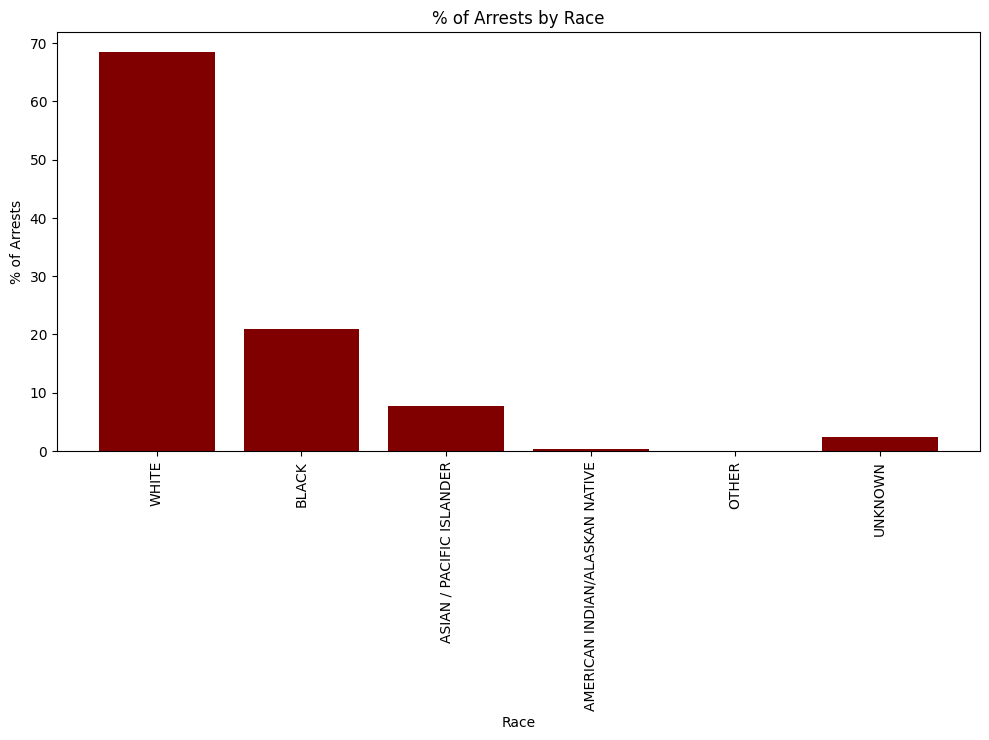 % of Arrests by Race
% of Arrests
70
60
50
40
30
20
10
0
WHITE
BLACK
ASIAN / PACIFIC ISLANDER
AMERICAN INDIAN/ALASKAN NATIVE
OTHER
UNKNOWN
Race